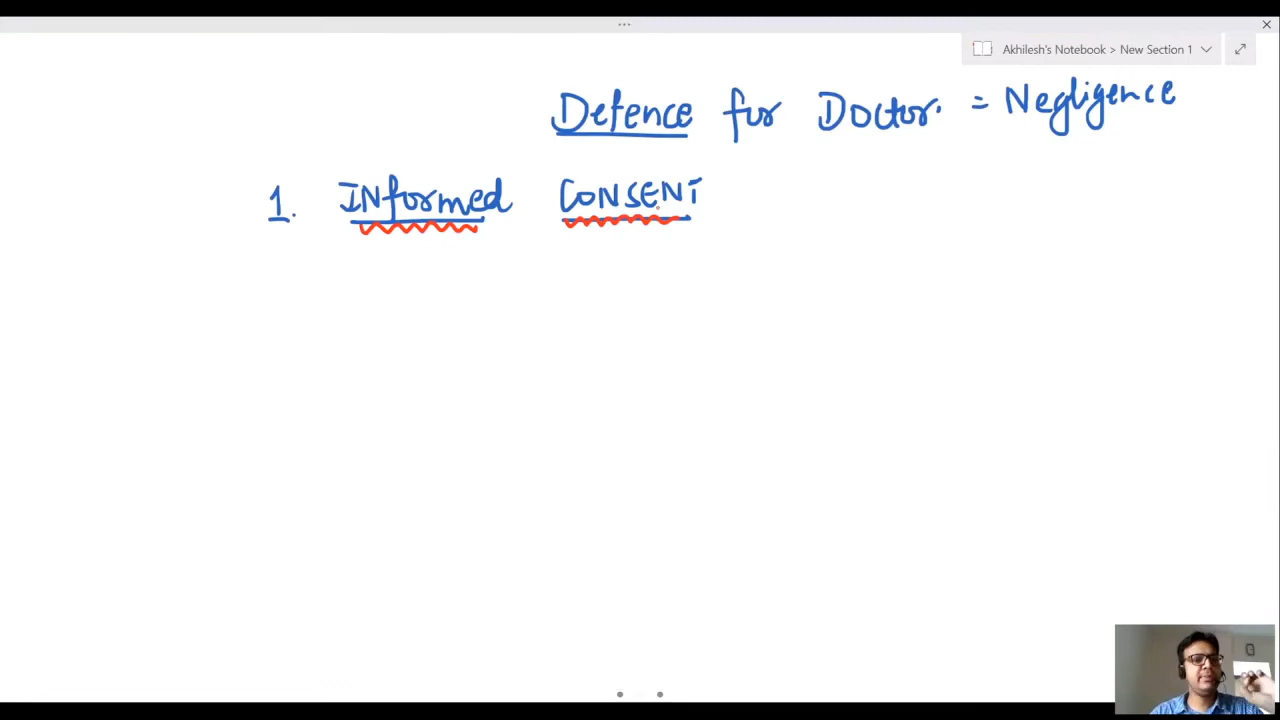 Akhilesh's Notebook > New Section 1
Defence for Doctor. = Negligence
1. INformed CONSENT